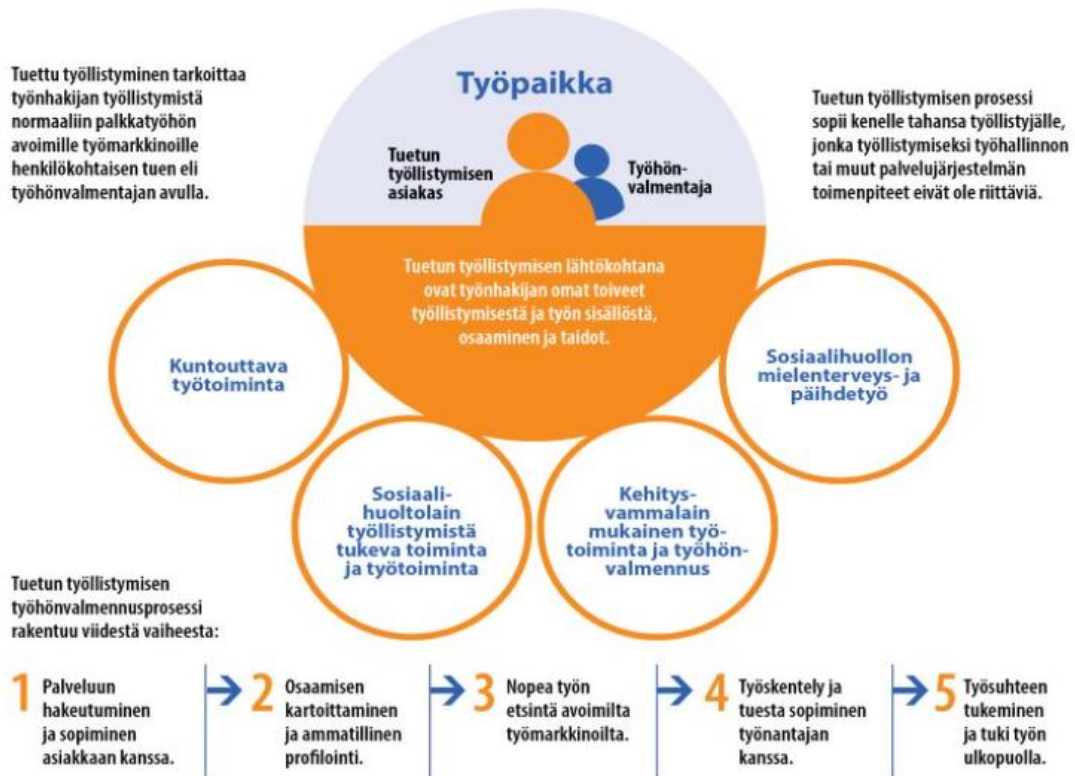 Tuettu työllistyminen tarkoittaa
työnhakijan työllistymistä
normaaliin palkkatyöhön
avoimille työmarkkinoille
henkilökohtaisen tuen eli
työhönvalmentajan avulla.
Työpaikka
Tuetun
työllistymisen
asiakas
Työhön-
valmentaja
Tuetun työllistymisen prosessi
sopii kenelle tahansa työllistyjälle,
jonka työllistymiseksi työhallinnon
tai muut palvelujärjestelmän
toimenpiteet eivät ole riittäviä.
Tuetun työllistymisen lähtökohtana
ovat työnhakijan omat toiveet
työllistymisestä ja työn sisällöstä,
osaaminen ja taidot.
Kuntouttava
työtoiminta
Sosiaali-
huoltolain
työllistymistä
tukeva toiminta
ja työtoiminta
Kehitys-
vammalain
mukainen työ-
toiminta ja työhön-
valmennus
Sosiaalihuollon
mielenterveys- ja
päihdetyö
Tuetun työllistymisen
työhönvalmennusprosessi
rakentuu viidestä vaiheesta:
1 Palveluun
hakeutuminen
ja sopiminen
asiakkaan kanssa.
2 Osaamisen
kartoittaminen
ja ammatillinen
profilointi.
3 Nopea työn
etsintä avoimilta
työmarkkinoilta.
4 Työskentely ja
tuesta sopiminen
työnantajan
kanssa.
5 Työsuhteen
tukeminen
ja tuki työn
ulkopuolla.